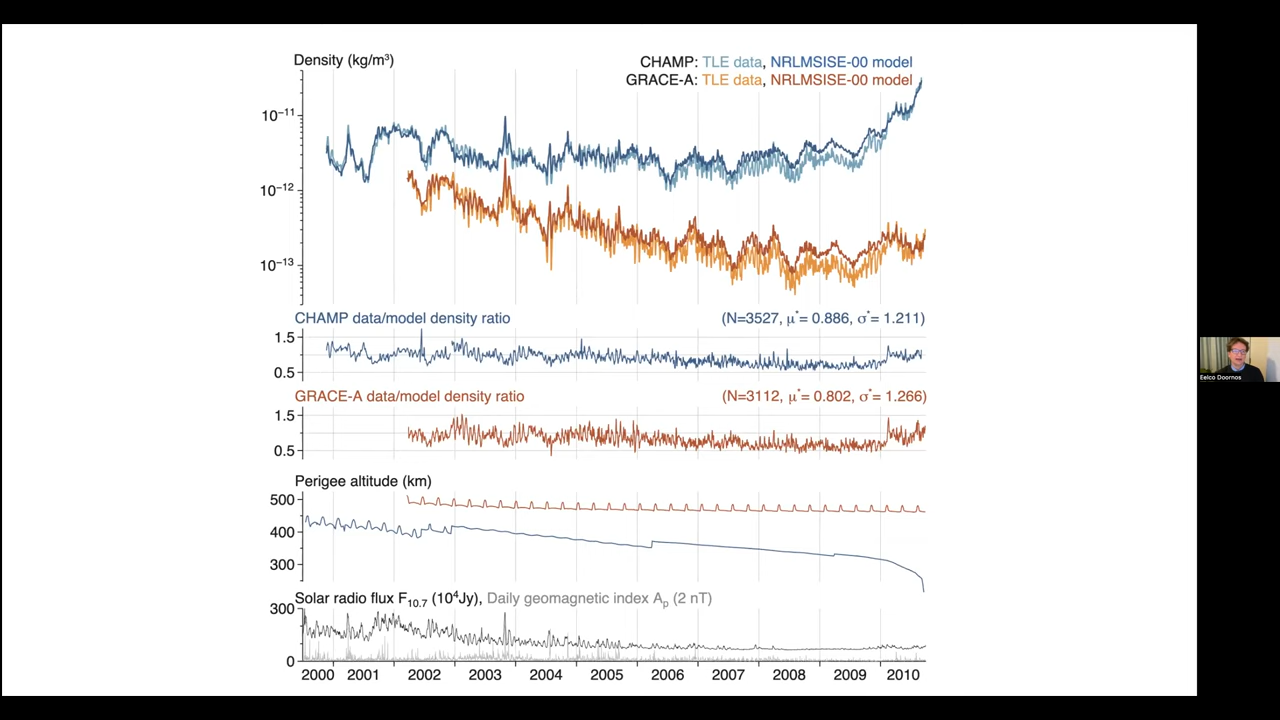 Density (kg/m³)
CHAMP: TLE data, NRLMSISE-00 model
GRACE-A: TLE data, NRLMSISE-00 model
10⁻¹¹
10⁻¹²
10⁻¹³
CHAMP data/model density ratio
(N=3527, μ*= 0.886, σ*= 1.211)
1.5
0.5
GRACE-A data/model density ratio
(N=3112, μ*= 0.802, σ*= 1.266)
1.5
0.5
Perigee altitude (km)
500
400
300
Solar radio flux F₁₀.₇ (10⁴Jy), Daily geomagnetic index Aₚ (2 nT)
300
0
2000 2001 2002 2003 2004 2005 2006 2007 2008 2009 2010
Eelco Doornos